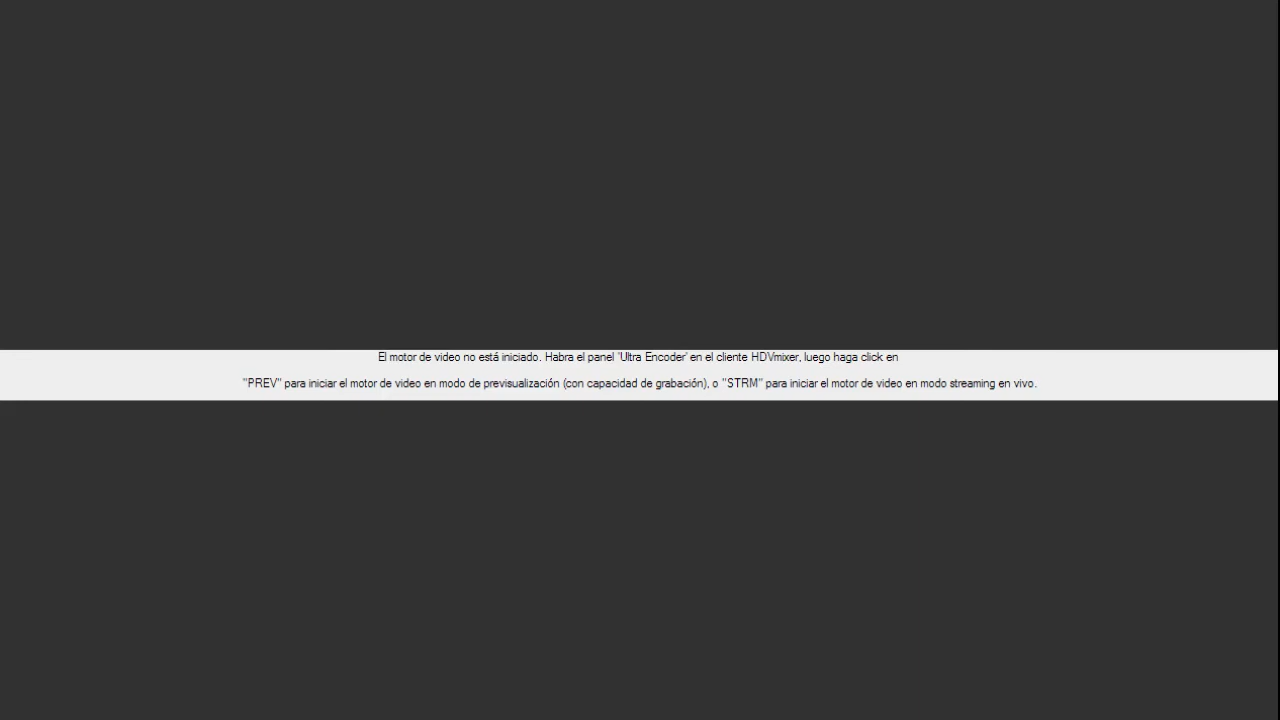 El motor de video no está iniciado. Habra el panel 'Ultra Encoder' en el cliente HDVmixer, luego haga click en
"PREV" para iniciar el motor de video en modo de previsualización (con capacidad de grabación), o "STRM" para iniciar el motor de video en modo streaming en vivo.